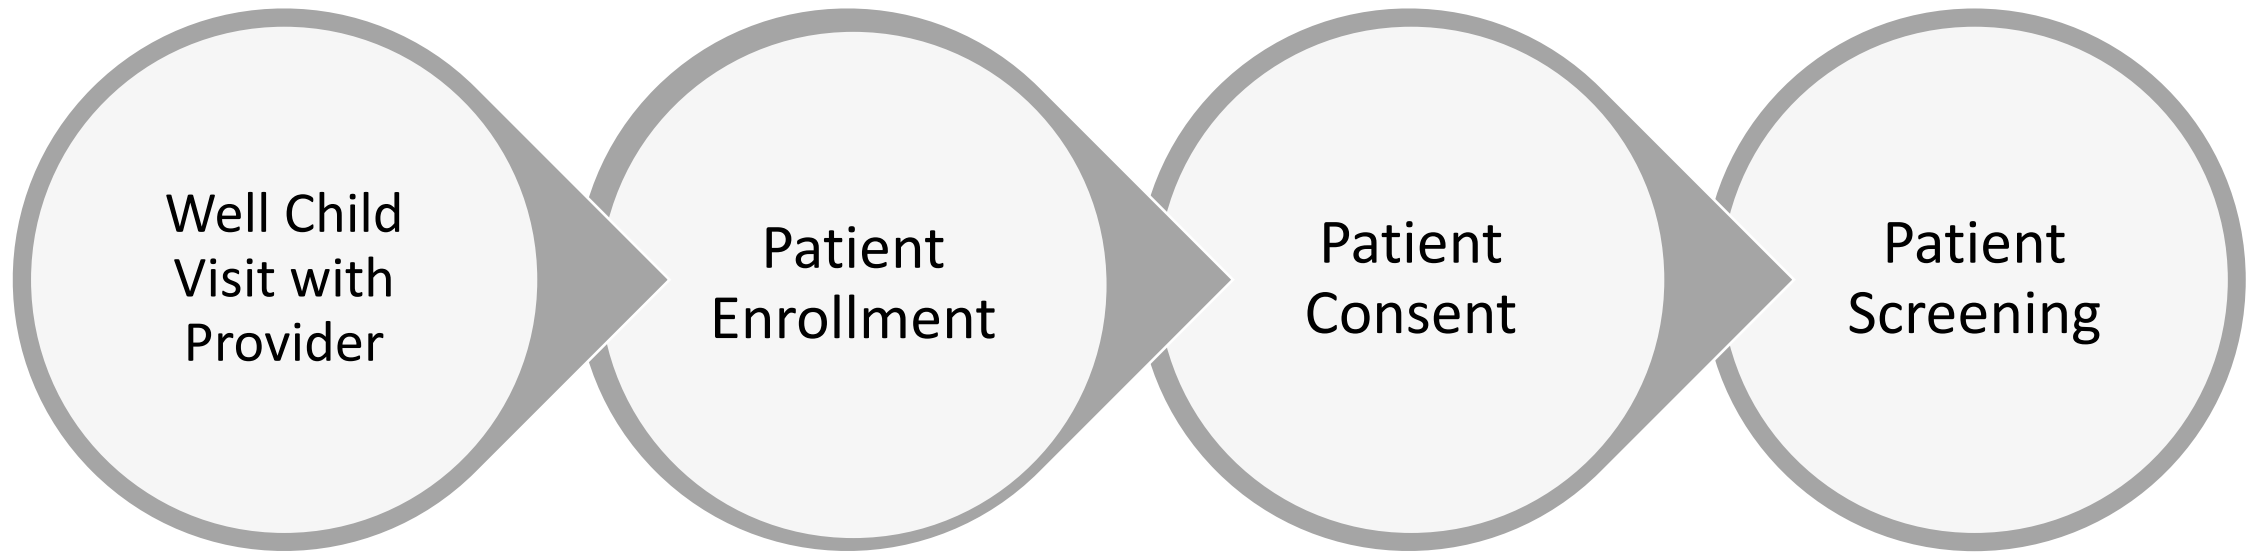 Well Child
Visit with
Provider
Patient
Enrollment
Patient
Consent
Patient
Screening